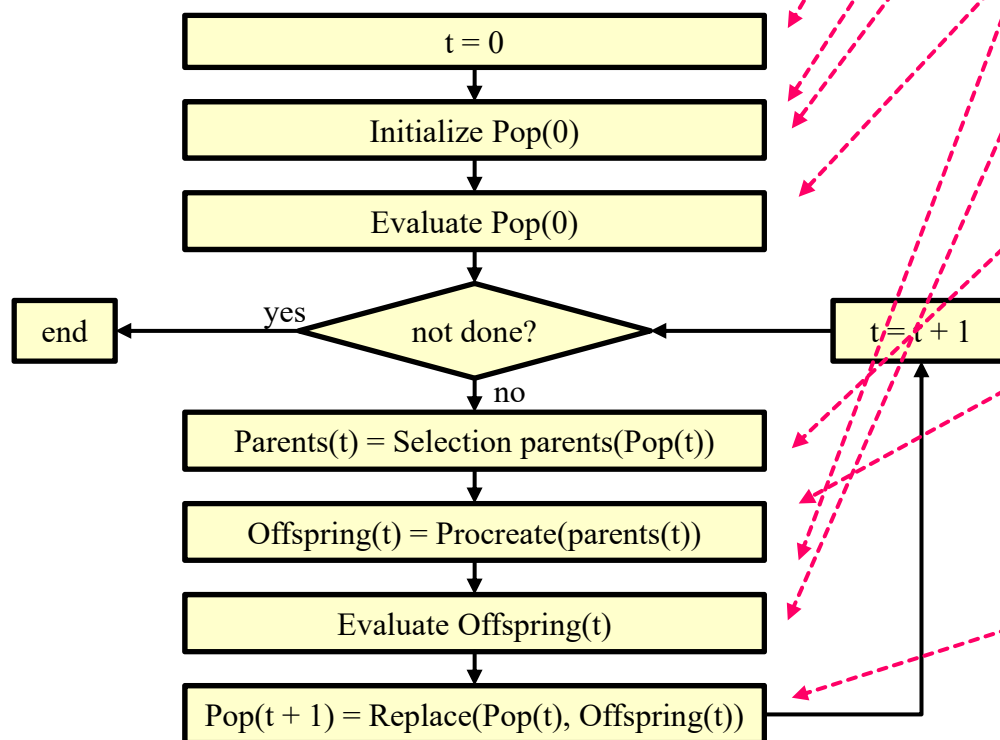 t = 0
Initialize Pop(0)
Evaluate Pop(0)
yes
end
not done?
t = t + 1
no
Parents(t) = Selection parents(Pop(t))
Offspring(t) = Procreate(parents(t))
Evaluate Offspring(t)
Pop(t + 1) = Replace(Pop(t), Offspring(t))